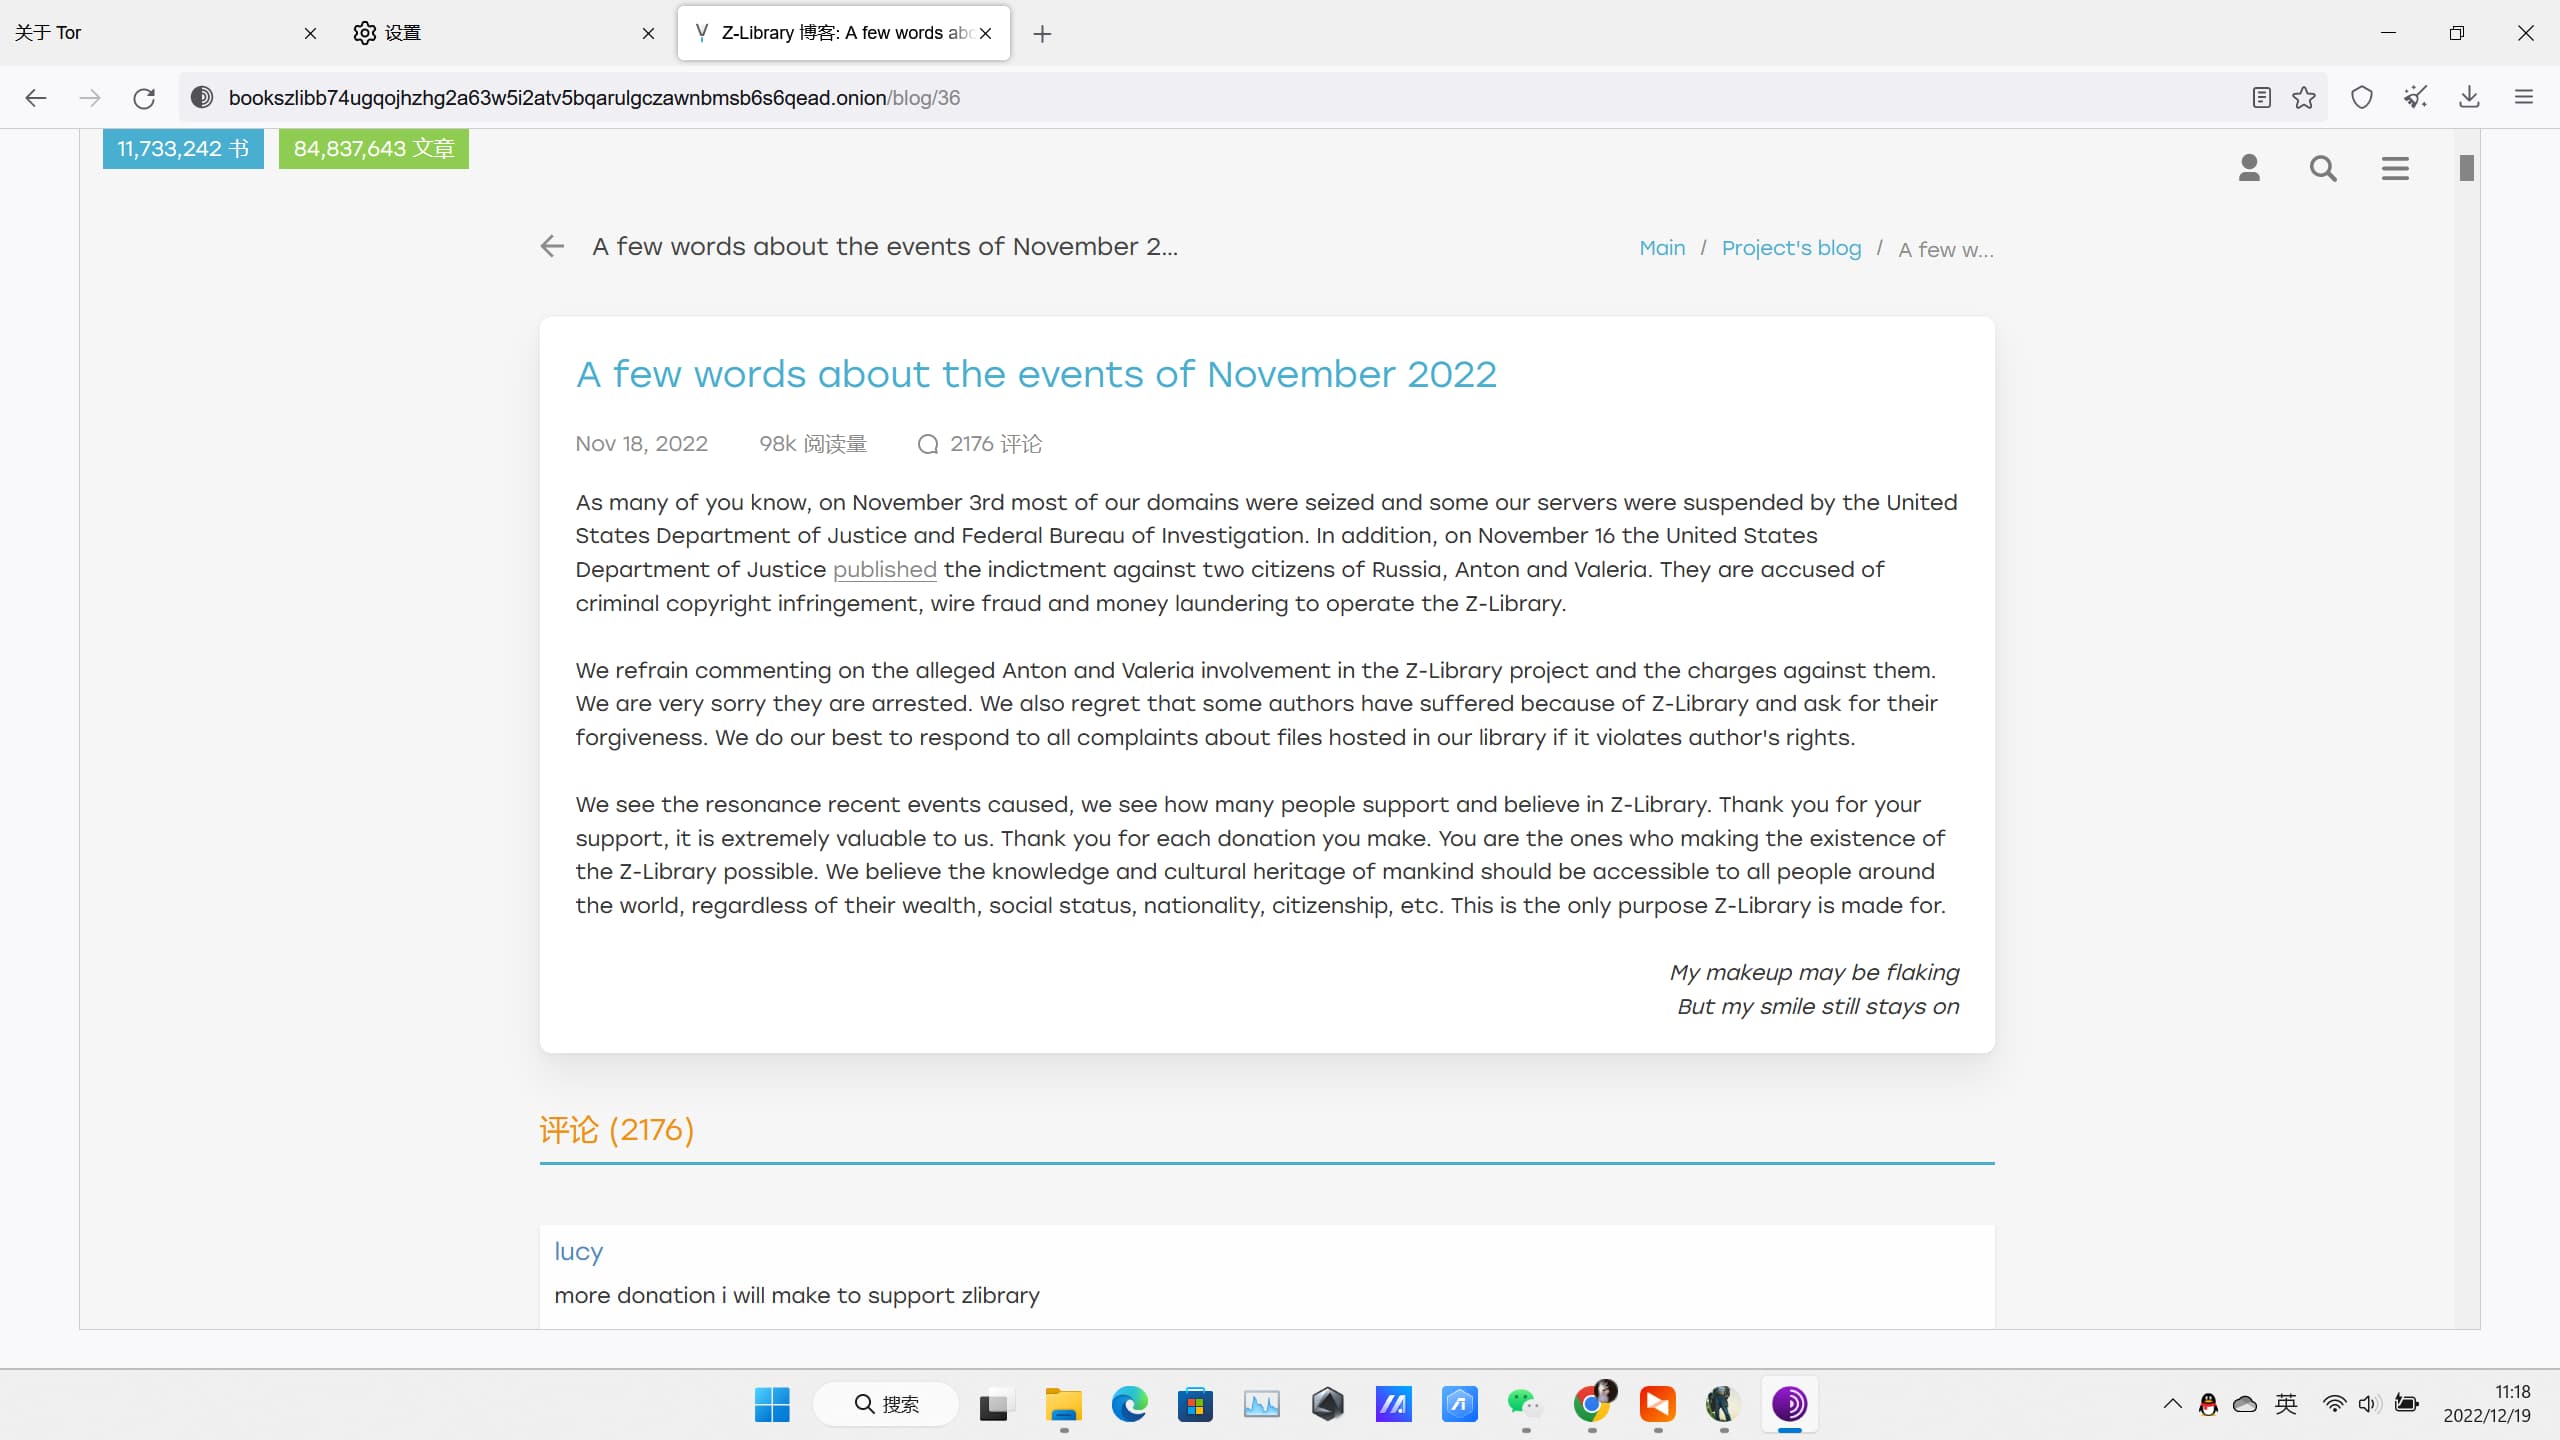 关于 Tor
设置
Z-Library 博客: A few words abo
bookszlibb74ugqojhzhg2a63w5i2atv5bqarulgczawnbmsb6s6qead.onion/blog/36
11,733,242 书
84,837,643 文章
A few words about the events of November 2...
Main / Project's blog / A few w...
A few words about the events of November 2022
Nov 18, 2022
98k 阅读量
2176 评论
As many of you know, on November 3rd most of our domains were seized and some our servers were suspended by the United
States Department of Justice and Federal Bureau of Investigation. In addition, on November 16 the United States
Department of Justice published the indictment against two citizens of Russia, Anton and Valeria. They are accused of
criminal copyright infringement, wire fraud and money laundering to operate the Z-Library.
We refrain commenting on the alleged Anton and Valeria involvement in the Z-Library project and the charges against them.
We are very sorry they are arrested. We also regret that some authors have suffered because of Z-Library and ask for their
forgiveness. We do our best to respond to all complaints about files hosted in our library if it violates author's rights.
We see the resonance recent events caused, we see how many people support and believe in Z-Library. Thank you for your
support, it is extremely valuable to us. Thank you for each donation you make. You are the ones who making the existence of
the Z-Library possible. We believe the knowledge and cultural heritage of mankind should be accessible to all people around
the world, regardless of their wealth, social status, nationality, citizenship, etc. This is the only purpose Z-Library is made for.
My makeup may be flaking
But my smile still stays on
评论 (2176)
lucy
more donation i will make to support zlibrary
搜索
英
11:18
2022/12/19